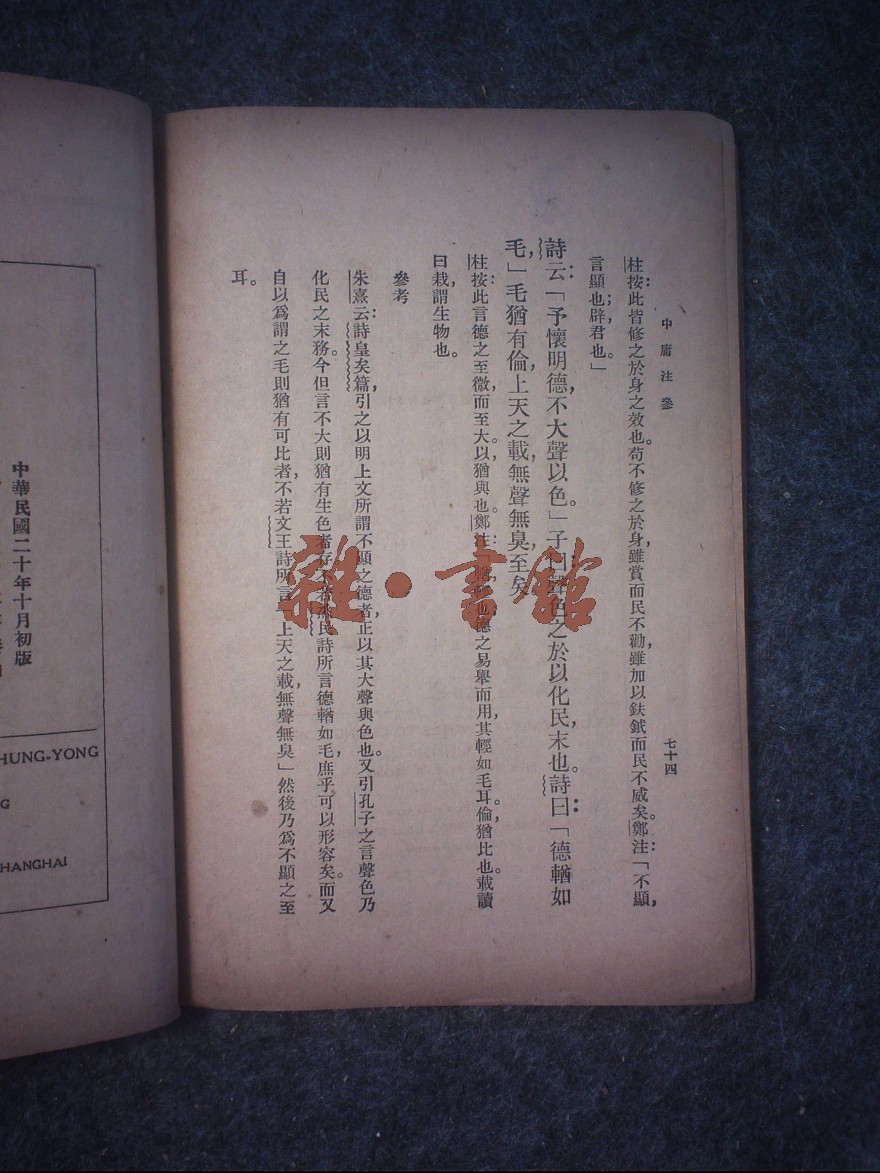 中庸注參
七十四
柱按：此皆修之於身之效也。苟不修之於身，雖賞而民不勸，雖加以鈇鉞而民不威矣。鄭注：「不顯，
言顯也；辟，君也。」
詩云：「予懷明德，不大聲以色。」子曰：聲色之於以化民，末也。詩曰：「德輶如
毛，」毛猶有倫，上天之載，無聲無臭，至矣
柱按：此言德之至微而至大。以，猶與也。鄭注：輶，也。德之易舉而用，其輕如毛耳。倫，猶比也。載讀
曰栽，謂生物也。
參考
朱熹云：詩皇矣篇，引之以明上文所謂不顯之德者，正以其大聲與色也。又引孔子之言聲色乃
化民之末務。今但言不大則猶有生色者存，不若烝民詩所言德輶如毛，庶乎可以形容矣。而又
自以爲謂之毛則猶有可比者，不若文王詩所言「上天之載，無聲無臭」然後乃爲不顯之至
耳。
雜·書館
中華民國二十年十月初版
HUNG-YONG
G
HANGHAI